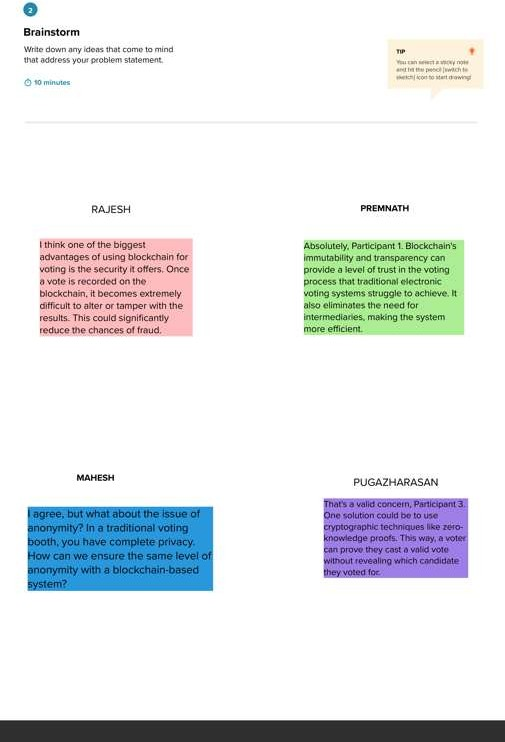 2
Brainstorm
Write down any ideas that come to mind
that address your problem statement.
10 minutes
TIP
You can select a sticky note
and hit the pencil [switch to
sketch] icon to start drawing!
RAJESH
I think one of the biggest
advantages of using blockchain for
voting is the security it offers. Once
a vote is recorded on the
blockchain, it becomes extremely
difficult to alter or tamper with the
results. This could significantly
reduce the chances of fraud.
PREMNATH
Absolutely, Participant 1. Blockchain's
immutability and transparency can
provide a level of trust in the voting
process that traditional electronic
voting systems struggle to achieve. It
also eliminates the need for
intermediaries, making the system
more efficient.
MAHESH
I agree, but what about the issue of
anonymity? In a traditional voting
booth, you have complete privacy.
How can we ensure the same level of
anonymity with a blockchain-based
system?
PUGAZHARASAN
That's a valid concern, Participant 3.
One solution could be to use
cryptographic techniques like zero-
knowledge proofs. This way, a voter
can prove they cast a valid vote
without revealing which candidate
they voted for.